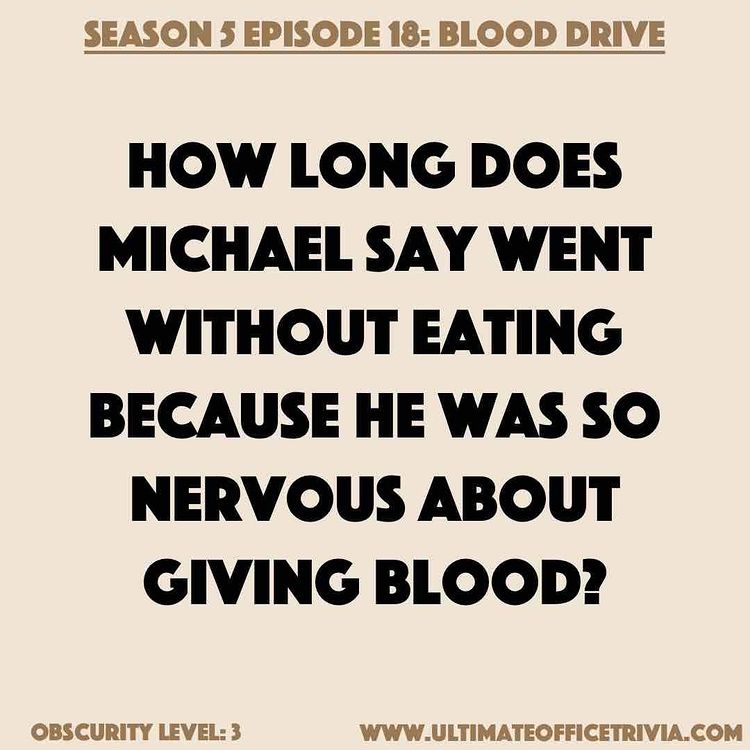 SEASON 5 EPISODE 18: BLOOD DRIVE
HOW LONG DOES
MICHAEL SAY WENT
WITHOUT EATING
BECAUSE HE WAS SO
NERVOUS ABOUT
GIVING BLOOD?
OBSCURITY LEVEL: 3
WWW.ULTIMATEOFFICETRIVIA.COM